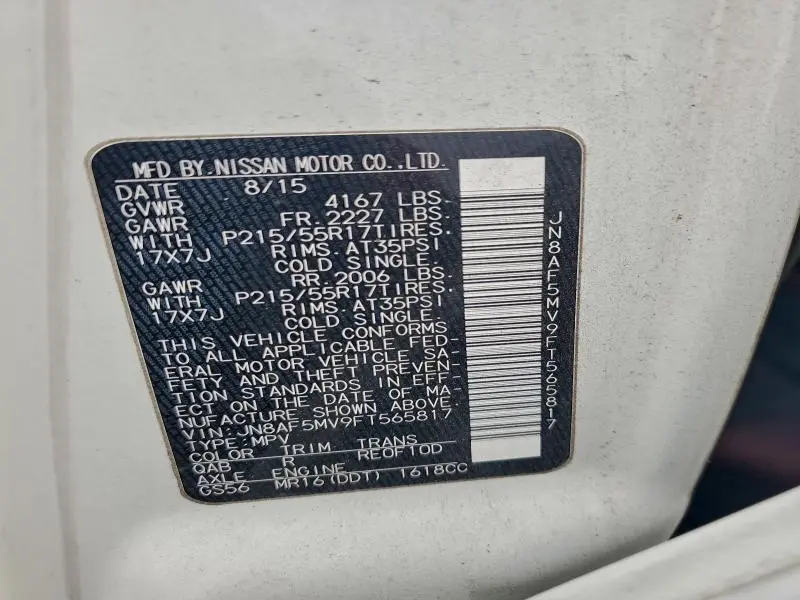 MFD BY NISSAN MOTOR CO.,LTD.
DATE 8/15
GVWR 4167 LBS.
GAWR FR. 2227 LBS.
WITH P215/55R17TIRES.
17X7J RIMS. AT35PSI
COLD SINGLE.
GAWR RR. 2006 LBS.
WITH P215/55R17TIRES.
17X7J RIMS. AT35PSI
COLD SINGLE.
THIS VEHICLE CONFORMS
TO ALL APPLICABLE FED-
ERAL MOTOR VEHICLE SA-
FETY AND THEFT PREVEN-
TION STANDARDS IN EFF-
ECT ON THE DATE OF MA-
NUFACTURE SHOWN ABOVE.
VIN:JN8AF5MV9FT565817
TYPE:MPV
COLOR TRIM TRANS
QAB R RE0F10D
AXLE ENGINE
GS56 MR16(DDT) 1618CC
JN8AF5MV9FT565817